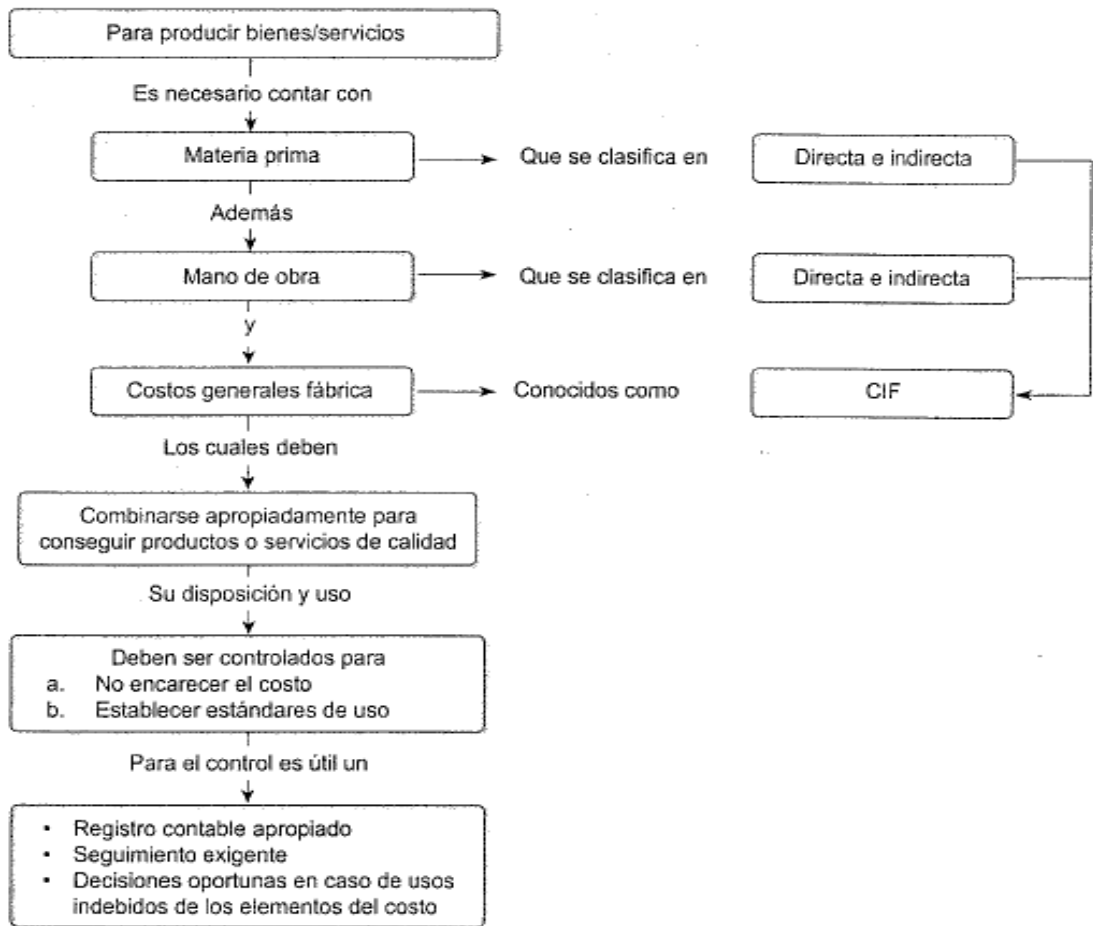 Para producir bienes/servicios
Es necesario contar con
Materia prima
Que se clasifica en
Directa e indirecta
Además
Mano de obra
Que se clasifica en
Directa e indirecta
y
Costos generales fábrica
Conocidos como
CIF
Los cuales deben
Combinarse apropiadamente para
conseguir productos o servicios de calidad
Su disposición y uso
Deben ser controlados para
a. No encarecer el costo
b. Establecer estándares de uso
Para el control es útil un
• Registro contable apropiado
• Seguimiento exigente
• Decisiones oportunas en caso de usos
indebidos de los elementos del costo